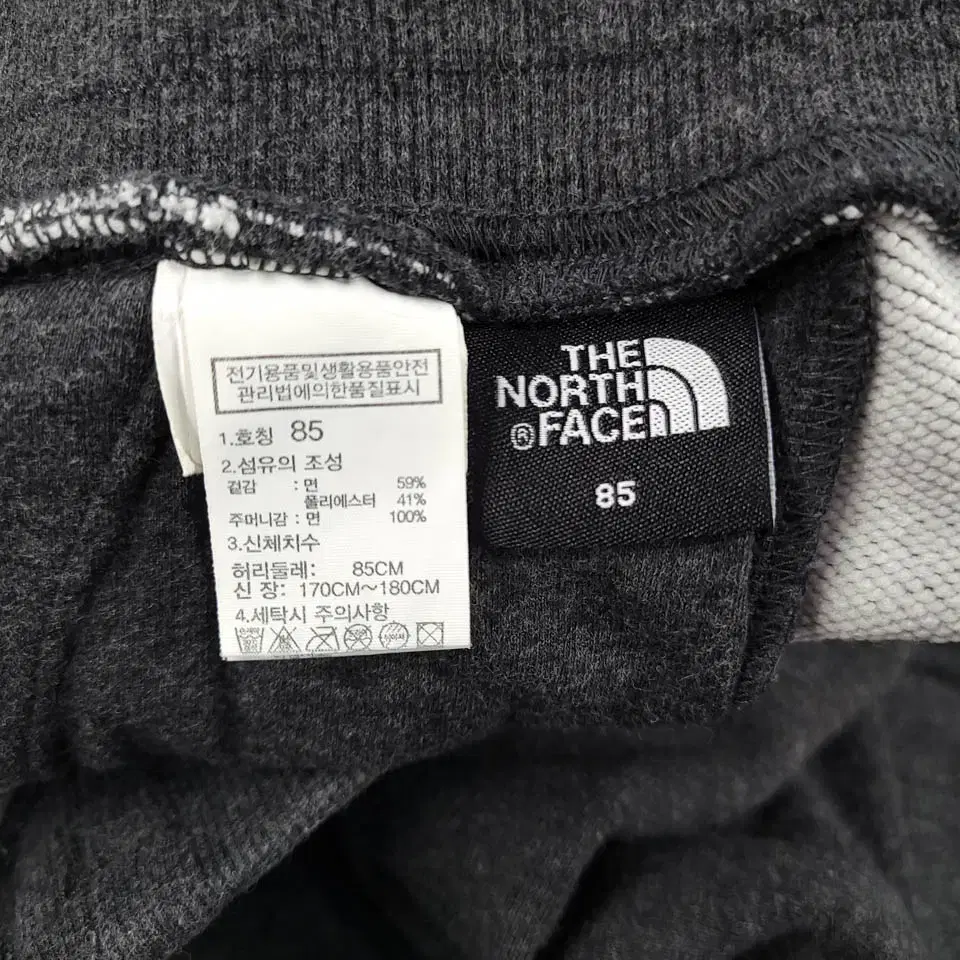 전기용품및생활용품안전
관리법에의한품질표시
1.호칭 85
2.섬유의 조성
겉감 : 면 59%
폴리에스터 41%
주머니감 : 면 100%
3.신체치수
허리둘레: 85CM
신 장: 170CM~180CM
4.세탁시 주의사항
THE
NORTH
®FACE
85